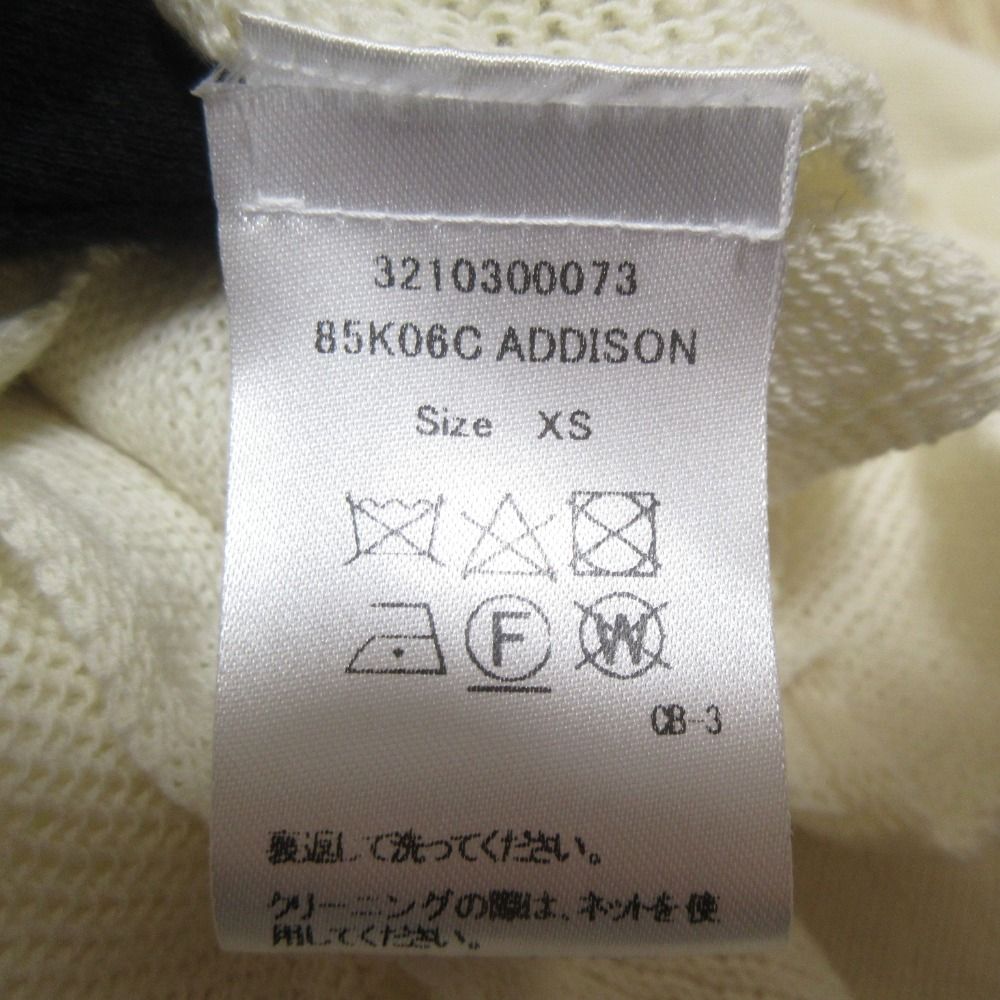 3210300073
85K06C ADDISON
Size XS
F
W
CB-3
裏返して洗ってください。
クリーニングの際は、ネットを使
用してください。